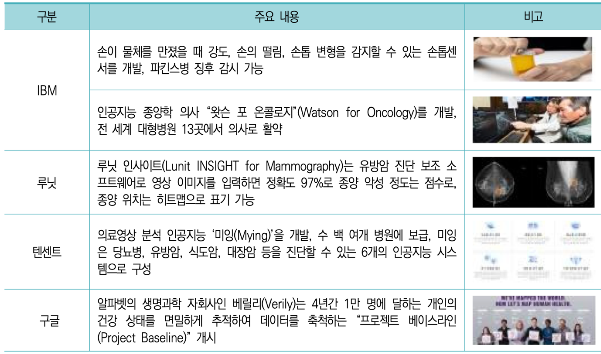 구분 주요 내용 비고
IBM
손이 물체를 만졌을 때 강도, 손의 떨림, 손톱 변형을 감지할 수 있는 손톱센
서를 개발, 파킨스병 징후 감시 가능
인공지능 종양학 의사 “왓슨 포 온콜로지”(Watson for Oncology)를 개발,
전 세계 대형병원 13곳에서 의사로 활약
루닛
루닛 인사이트(Lunit INSIGHT for Mammography)는 유방암 진단 보조 소
프트웨어로 영상 이미지를 입력하면 정확도 97%로 종양 악성 정도는 점수로,
종양 위치는 히트맵으로 표기 가능
텐센트
의료영상 분석 인공지능 ‘미잉(Mying)’을 개발, 수 백 여개 병원에 보급, 미잉
은 당뇨병, 유방암, 식도암, 대장암 등을 진단할 수 있는 6개의 인공지능 시스
템으로 구성
구글
알파벳의 생명과학 자회사인 베릴리(Verily)는 4년간 1만 명에 달하는 개인의
건강 상태를 면밀하게 추적하여 데이터를 축척하는 “프로젝트 베이스라인
(Project Baseline)” 개시
WE'VE MAPPED THE WORLD.
NOW LET'S MAP HUMAN HEALTH.